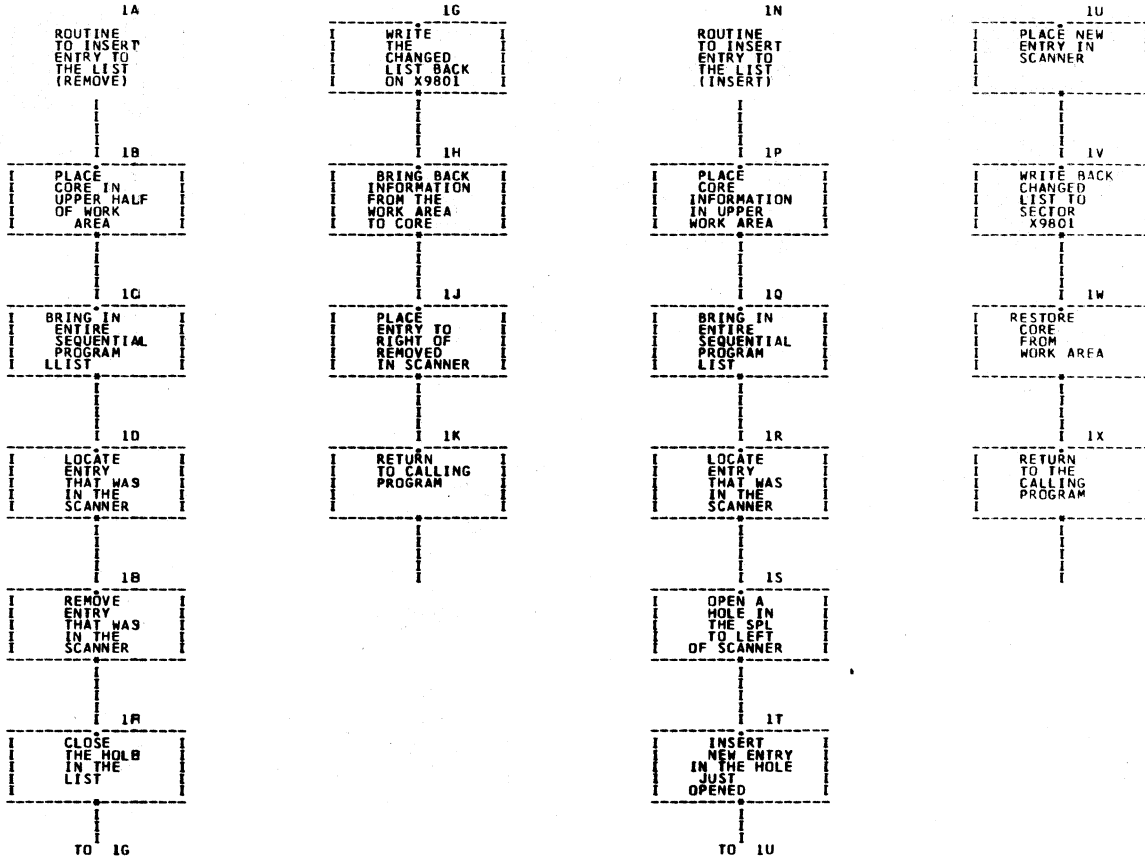 1A
ROUTINE
TO INSERT
ENTRY TO
THE LIST
(REMOVE)
1B
PLACE
CORE IN
UPPER HALF
OF WORK
AREA
1C
BRING IN
ENTIRE
SEQUENTIAL
PROGRAM
LLIST
1D
LOCATE
ENTRY
THAT WAS
IN THE
SCANNER
1B
REMOVE
ENTRY
THAT WAS
IN THE
SCANNER
1R
CLOSE
THE HOLB
IN THE
LIST
TO 1G
1G
WRITE
THE
CHANGED
LIST BACK
ON X9801
1H
BRING BACK
INFORMATION
FROM THE
WORK AREA
TO CORE
1J
PLACE
ENTRY TO
RIGHT OF
REMOVED
IN SCANNER
1K
RETURN
TO CALLING
PROGRAM
1N
ROUTINE
TO INSERT
ENTRY TO
THE LIST
(INSERT)
1P
PLACE
CORE
INFORMATION
IN UPPER
WORK AREA
1Q
BRING IN
ENTIRE
SEQUENTIAL
PROGRAM
LIST
1R
LOCATE
ENTRY
THAT WAS
IN THE
SCANNER
1S
OPEN A
HOLE IN
THE SPL
TO LEFT
OF SCANNER
1T
INSERT
NEW ENTRY
IN THE HOLE
JUST
OPENED
TO 1U
1U
PLACE NEW
ENTRY IN
SCANNER
1V
WRITE BACK
CHANGED
LIST TO
SECTOR
X9801
1W
RESTORE
CORE
FROM
WORK AREA
1X
RETURN
TO THE
CALLING
PROGRAM